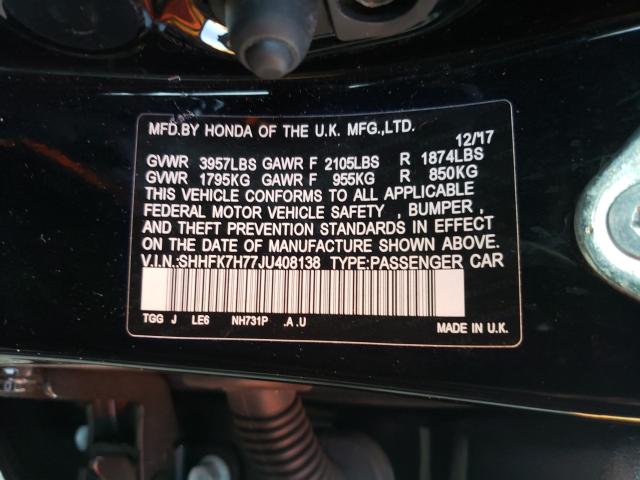 MFD.BY HONDA OF THE U.K. MFG.,LTD.
12/17
GVWR 3957LBS GAWR F 2105LBS R 1874LBS
GVWR 1795KG GAWR F 955KG R 850KG
THIS VEHICLE CONFORMS TO ALL APPLICABLE
FEDERAL MOTOR VEHICLE SAFETY , BUMPER ,
AND THEFT PREVENTION STANDARDS IN EFFECT
ON THE DATE OF MANUFACTURE SHOWN ABOVE.
V.I.N.:SHHFK7H77JU408138 TYPE:PASSENGER CAR
TGG J LE6 NH731P .A .U
MADE IN U.K.